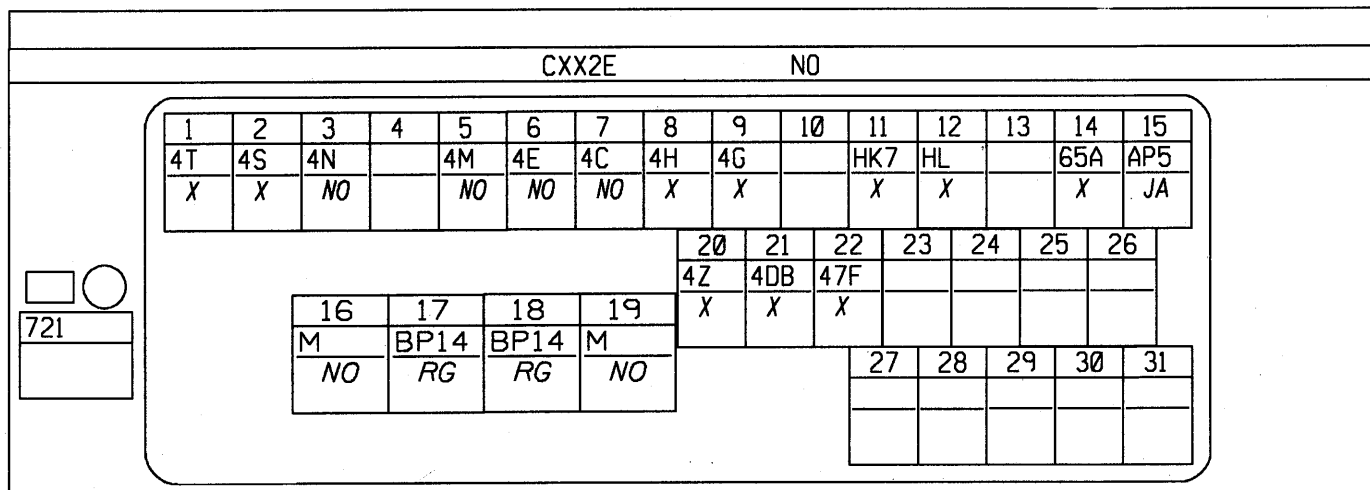 CXX2E NO
1 2 3 4 5 6 7 8 9 10 11 12 13 14 15
4T 4S 4N 4M 4E 4C 4H 4G HK7 HL 65A AP5
X X NO NO NO NO X X X X X JA
20 21 22 23 24 25 26
4Z 4DB 47F
X X X
16 17 18 19
721
M BP14 BP14 M
NO RG RG NO
27 28 29 30 31